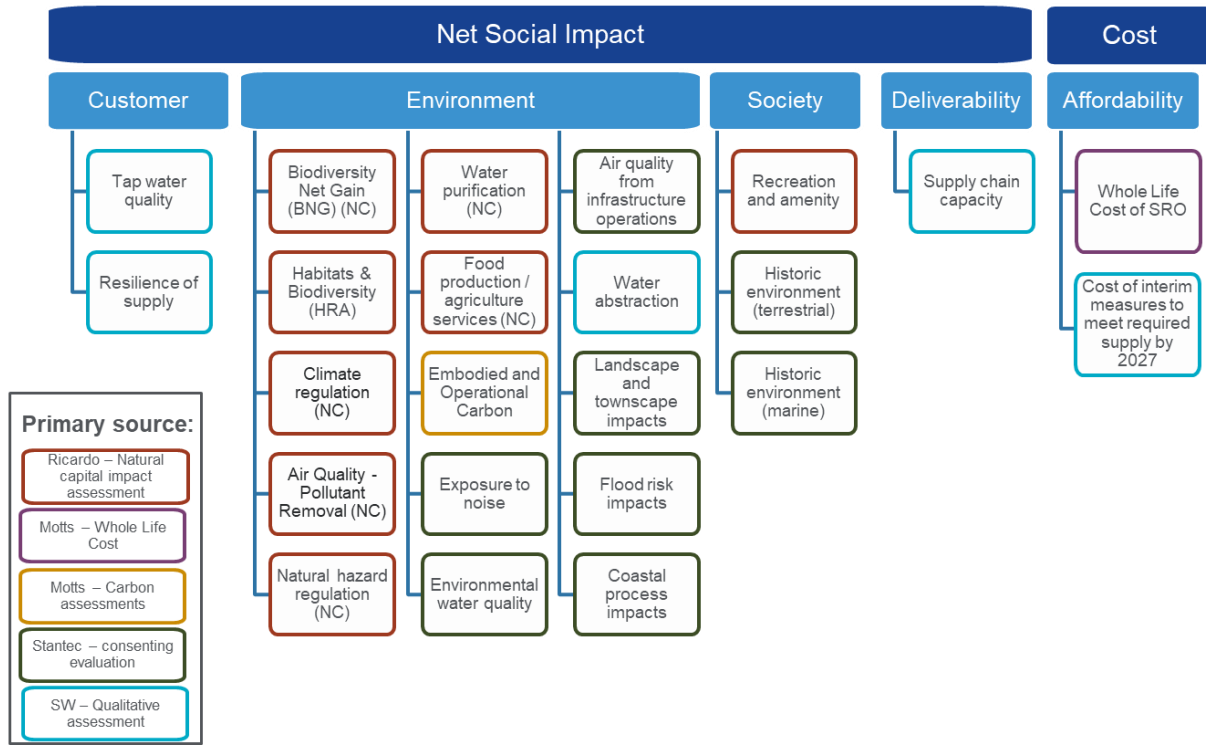 Net Social Impact
Cost
Customer
Environment
Society
Deliverability
Affordability
Tap water
quality
Resilience of
supply
Biodiversity
Net Gain
(BNG) (NC)
Habitats &
Biodiversity
(HRA)
Climate
regulation
(NC)
Air Quality -
Pollutant
Removal (NC)
Natural hazard
regulation
(NC)
Water
purification
(NC)
Food
production /
agriculture
services (NC)
Embodied and
Operational
Carbon
Exposure to
noise
Environmental
water quality
Air quality
from
infrastructure
operations
Water
abstraction
Landscape
and
townscape
impacts
Flood risk
impacts
Coastal
process
impacts
Recreation
and amenity
Historic
environment
(terrestrial)
Historic
environment
(marine)
Supply chain
capacity
Whole Life
Cost of SRO
Cost of interim
measures to
meet required
supply by
2027
Primary source:
Ricardo – Natural
capital impact
assessment
Motts – Whole Life
Cost
Motts – Carbon
assessments
Stantec – consenting
evaluation
SW – Qualitative
assessment